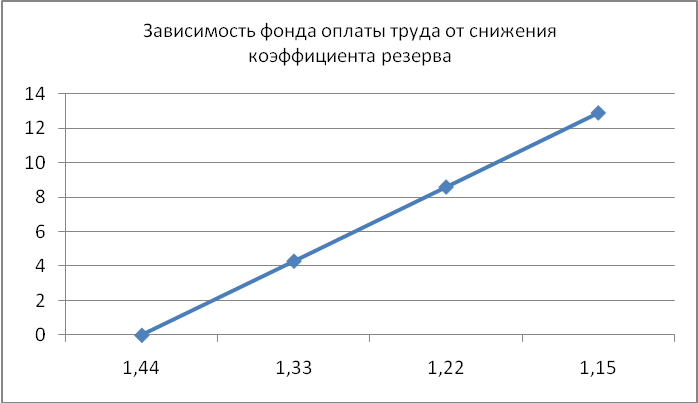 Зависимость фонда оплаты труда от снижения
коэффициента резерва
14
12
10
8
6
4
2
0
1,44 1,33 1,22 1,15